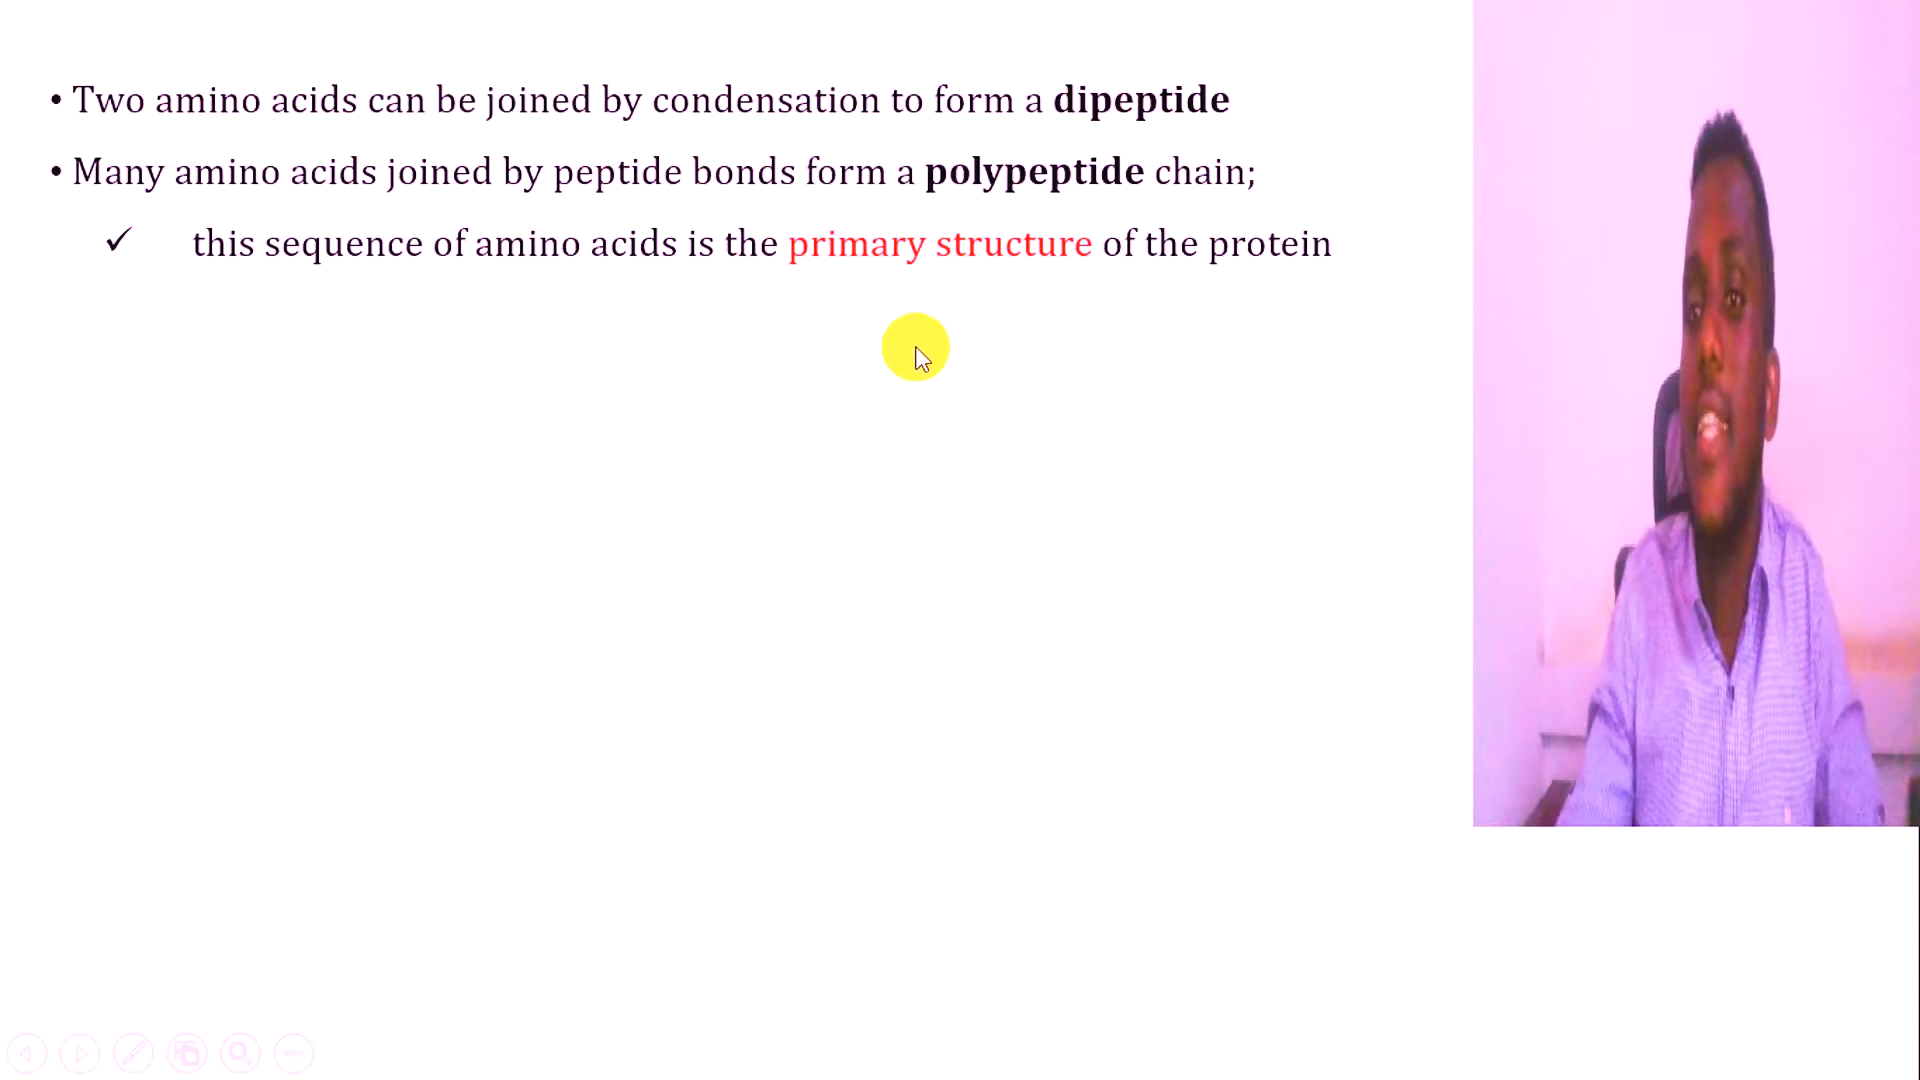 • Two amino acids can be joined by condensation to form a dipeptide
• Many amino acids joined by peptide bonds form a polypeptide chain;
✓ this sequence of amino acids is the primary structure of the protein